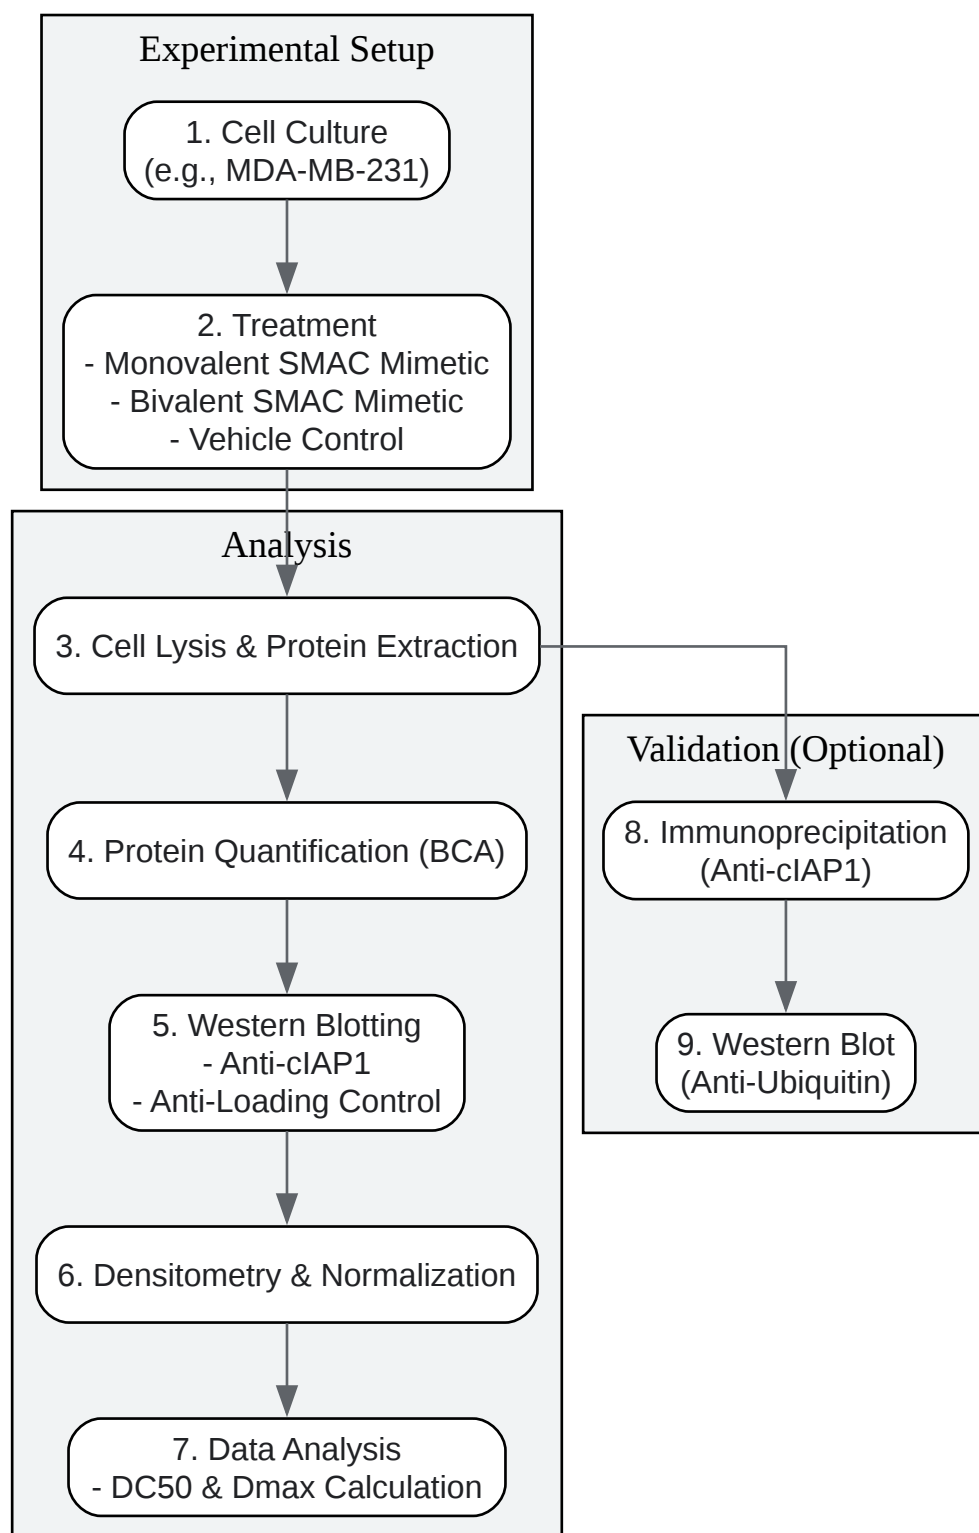 Experimental Setup
1. Cell Culture
(e.g., MDA-MB-231)
2. Treatment
- Monovalent SMAC Mimetic
- Bivalent SMAC Mimetic
- Vehicle Control
Analysis
3. Cell Lysis & Protein Extraction
4. Protein Quantification (BCA)
5. Western Blotting
- Anti-cIAP1
- Anti-Loading Control
6. Densitometry & Normalization
7. Data Analysis
- DC50 & Dmax Calculation
Validation (Optional)
8. Immunoprecipitation
(Anti-cIAP1)
9. Western Blot
(Anti-Ubiquitin)